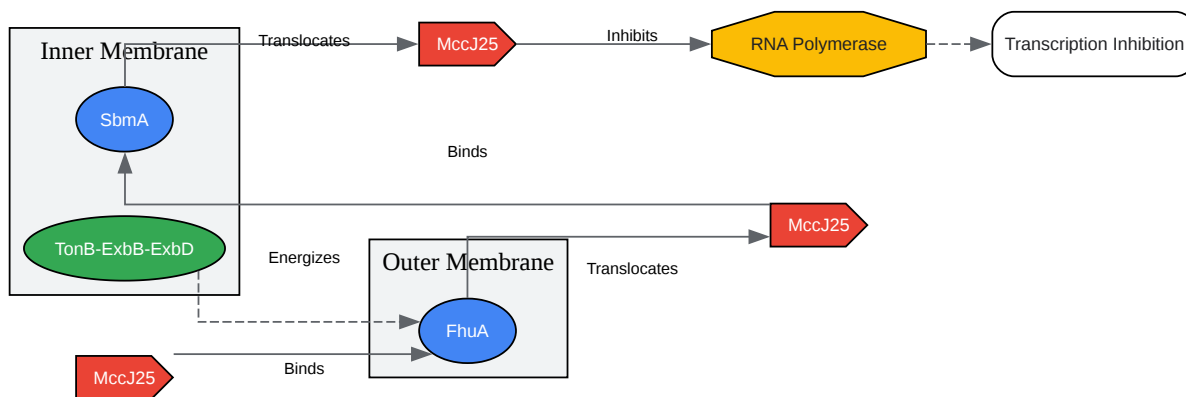 Inner Membrane
Translocates
MccJ25
Inhibits
RNA Polymerase
Transcription Inhibition
SbmA
Binds
MccJ25
TonB-ExbB-ExbD
Energizes
Outer Membrane
Translocates
FhuA
MccJ25
Binds